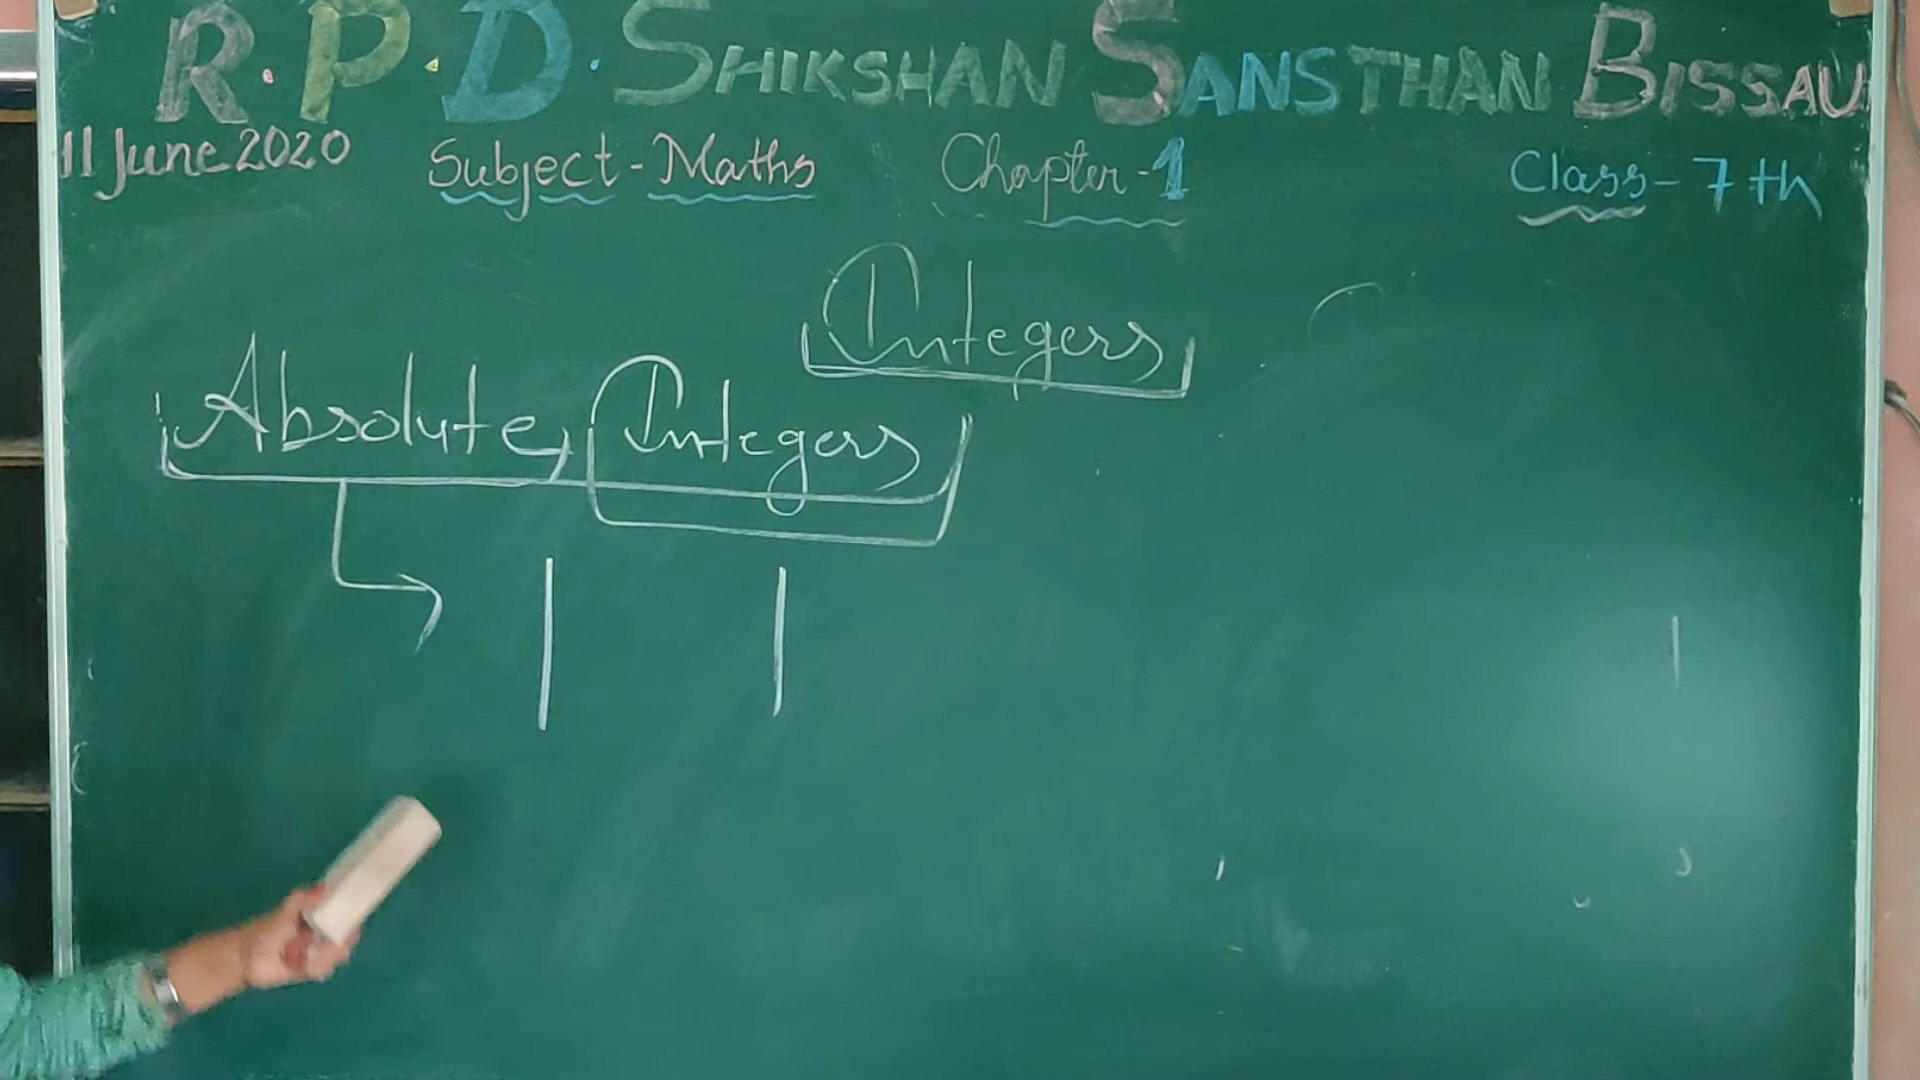 R.P.D. SHIKSHAN SANSTHAN BISSAU
11 June 2020 Subject - Maths Chapter - 1 Class - 7th
Integers
Absolute Integers
| |